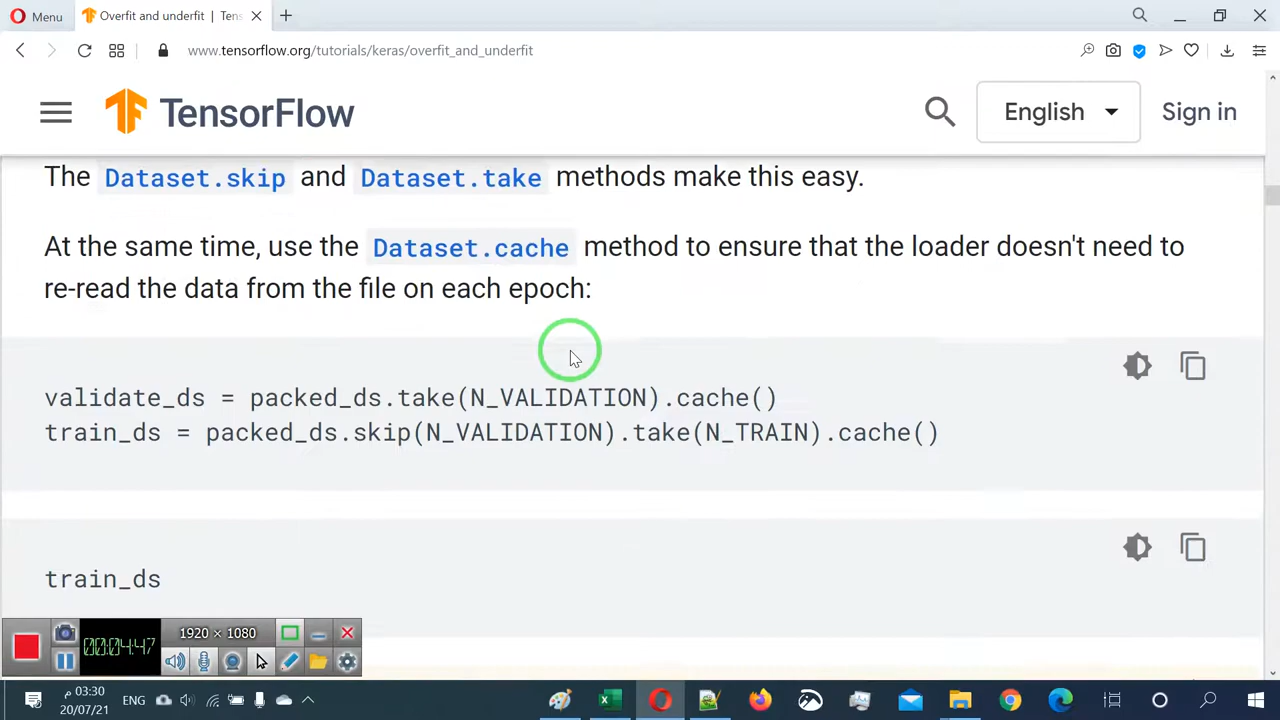 Menu
Overfit and underfit | Tens
www.tensorflow.org/tutorials/keras/overfit_and_underfit
TensorFlow
English
Sign in
The Dataset.skip and Dataset.take methods make this easy.
At the same time, use the Dataset.cache method to ensure that the loader doesn't need to
re-read the data from the file on each epoch:
validate_ds = packed_ds.take(N_VALIDATION).cache()
train_ds = packed_ds.skip(N_VALIDATION).take(N_TRAIN).cache()
train_ds
00:04:47
1920 × 1080
ENG
03:30 م
20/07/21